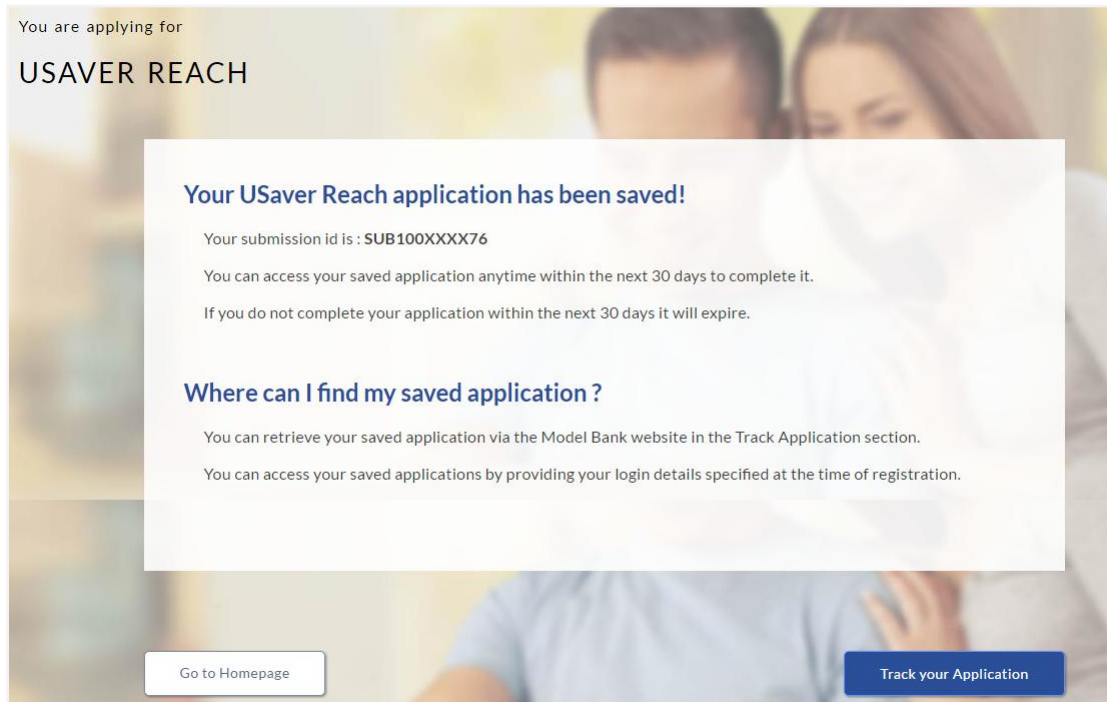 You are applying for
USAVER REACH
Your USaver Reach application has been saved!
Your submission id is : SUB100XXXX76
You can access your saved application anytime within the next 30 days to complete it.
If you do not complete your application within the next 30 days it will expire.
Where can I find my saved application ?
You can retrieve your saved application via the Model Bank website in the Track Application section.
You can access your saved applications by providing your login details specified at the time of registration.
Go to Homepage
Track your Application